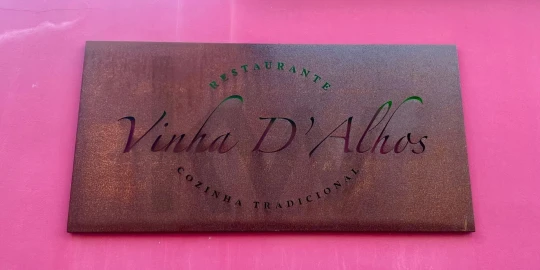 RESTAURANTE
Vinha D'Alhos
COZINHA TRADICIONAL